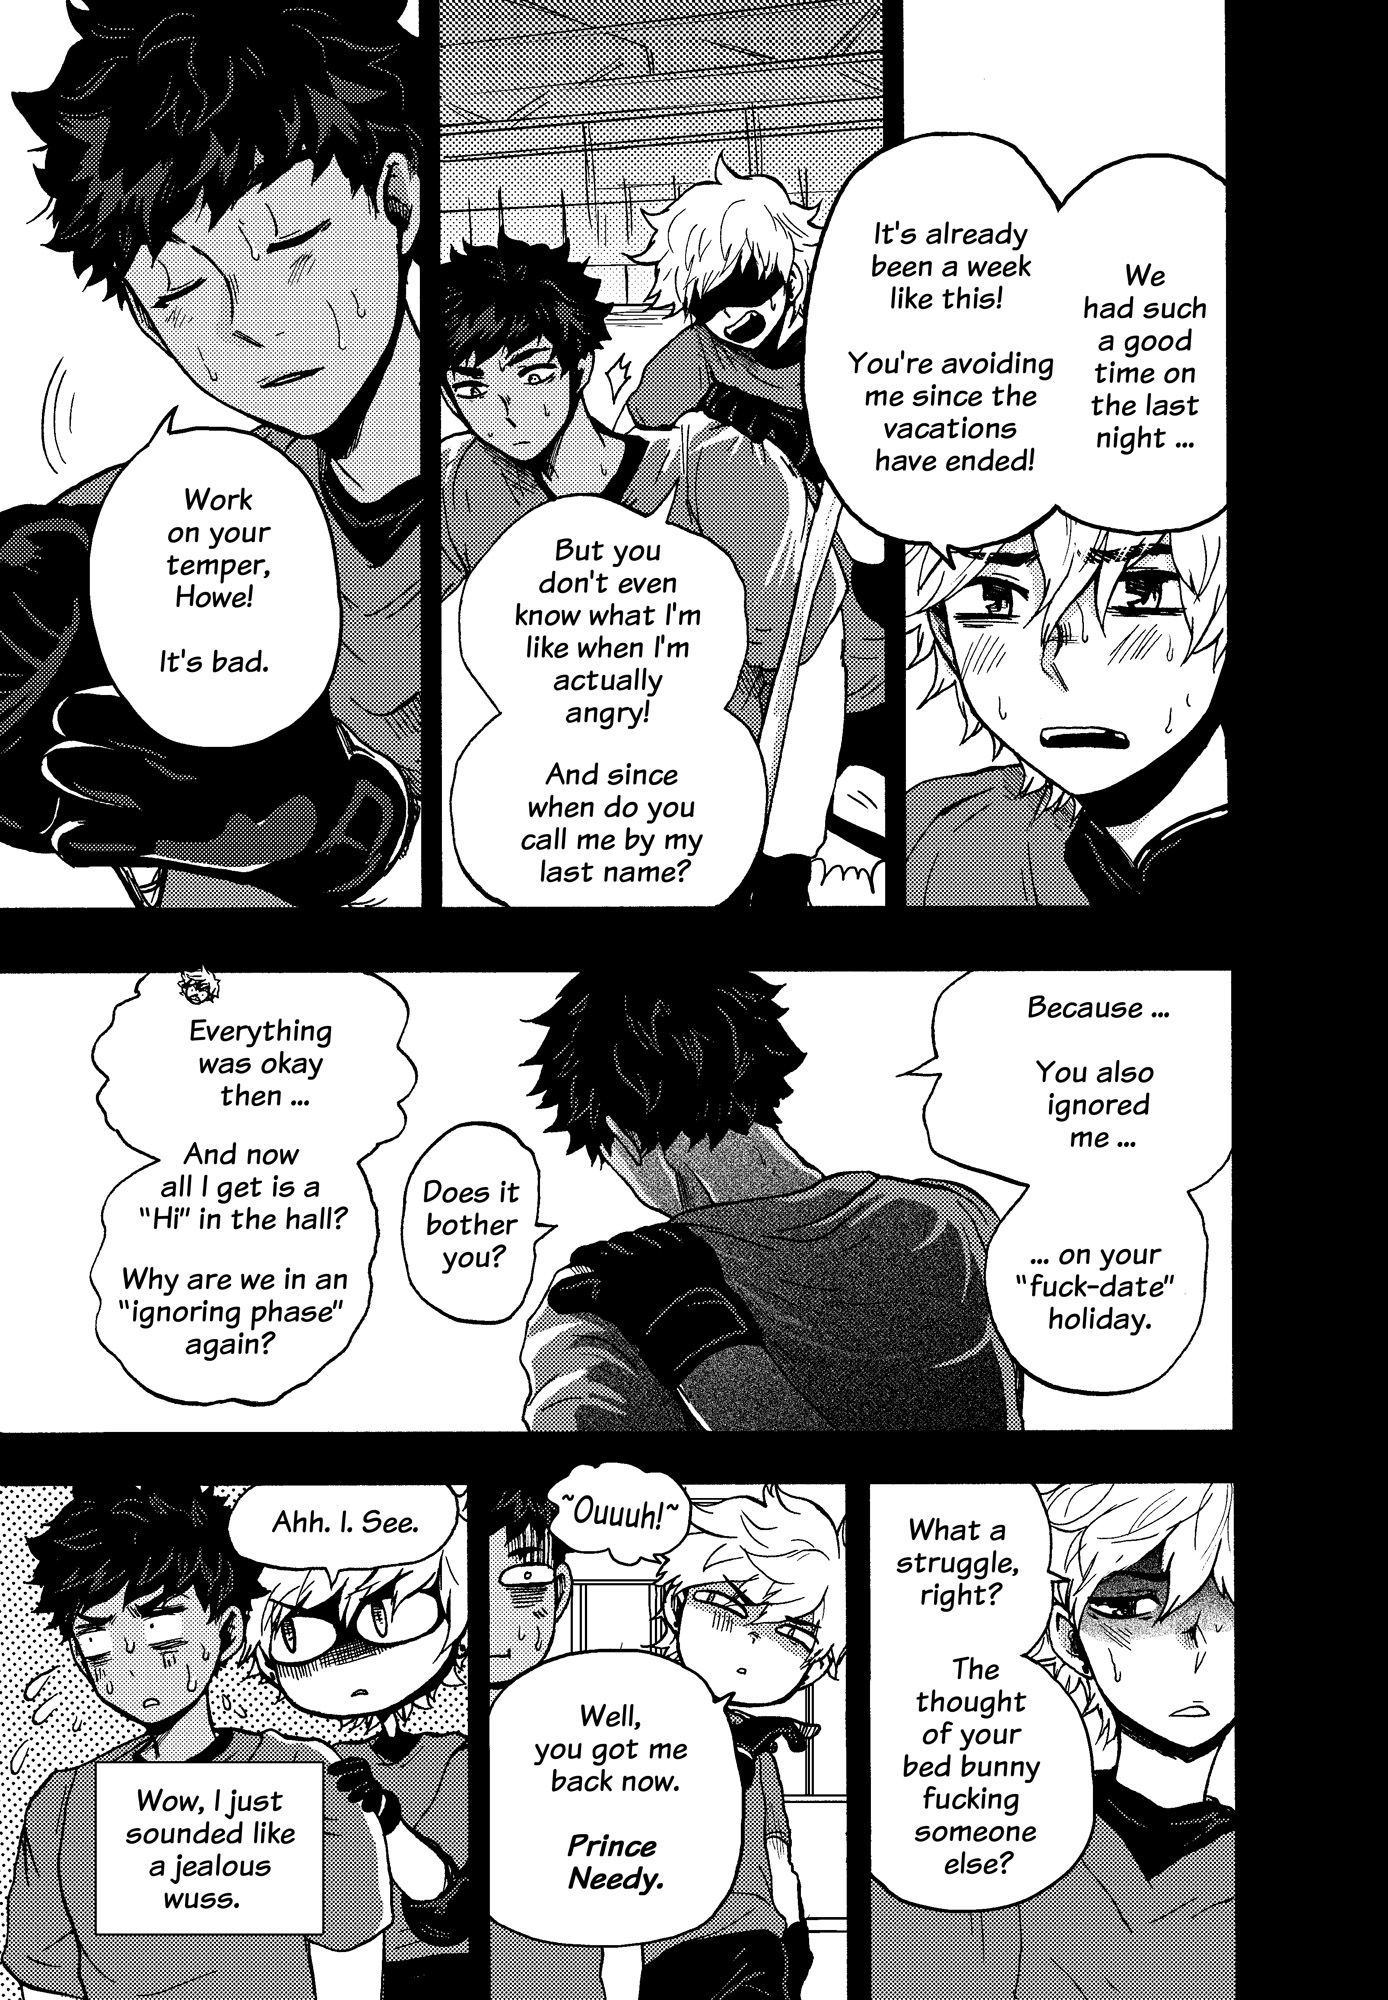 Work
on your
temper,
Howe!
It's bad.
But you
don't even
know what I'm
like when I'm
actually
angry!
And since
when do you
call me by my
last name?
It's already
been a week
like this!
You're avoiding
me since the
vacations
have ended!
We
had such
a good
time on
the last
night ...
Everything
was okay
then ...
And now
all I get is a
"Hi" in the hall?
Why are we in an
"ignoring phase"
again?
Does it
bother
you?
Because ...
You also
ignored
me ...
... on your
"fuck-date"
holiday.
Ahh. I. See.
Wow, I just
sounded like
a jealous
wuss.
~Ouuuh!~
Well,
you got me
back now.
Prince
Needy.
What a
struggle,
right?
The
thought
of your
bed bunny
fucking
someone
else?